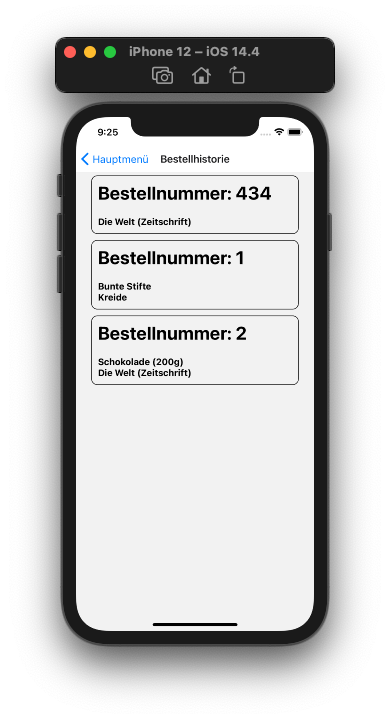 iPhone 12 – iOS 14.4
9:25
Hauptmenü Bestellhistorie
Bestellnummer: 434
Die Welt (Zeitschrift)
Bestellnummer: 1
Bunte Stifte
Kreide
Bestellnummer: 2
Schokolade (200g)
Die Welt (Zeitschrift)